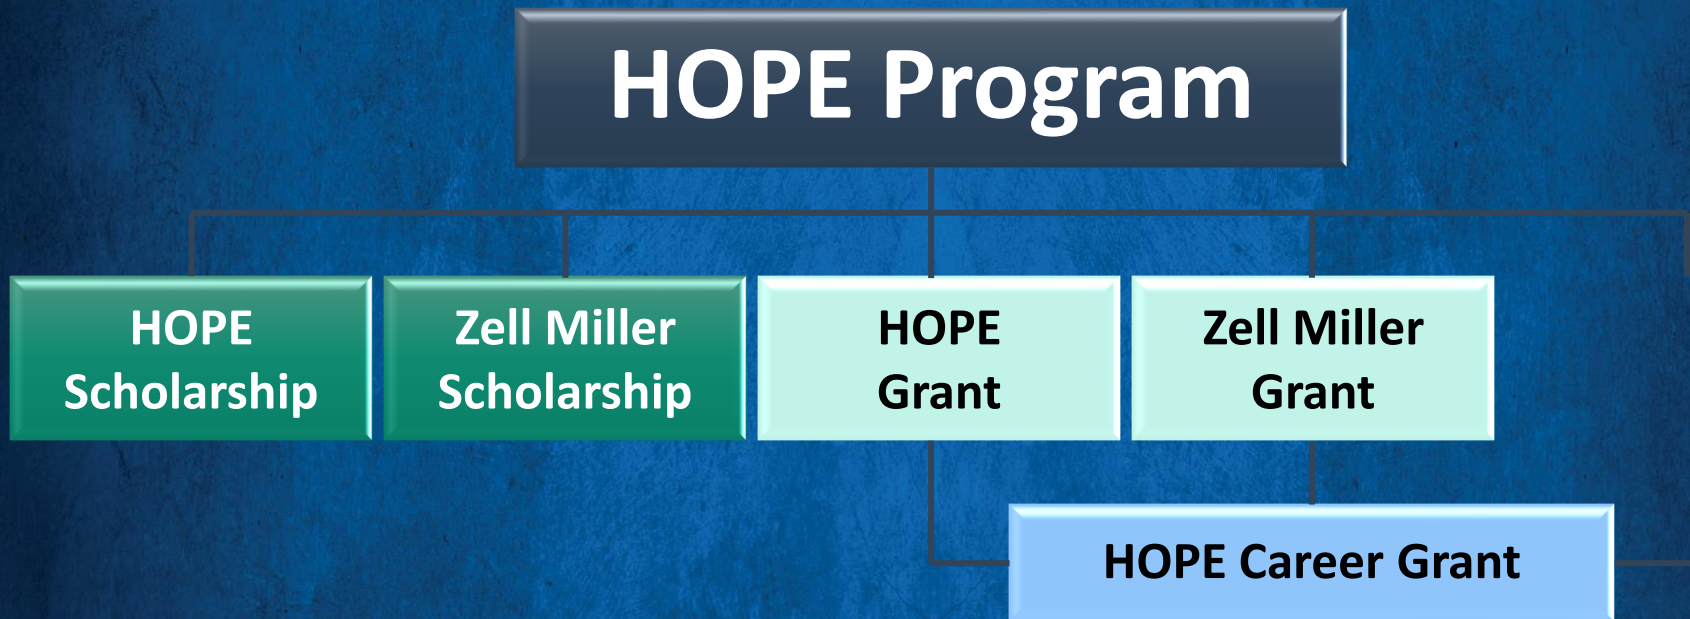 HOPE Program
HOPE
Scholarship
Zell Miller
Scholarship
HOPE
Grant
Zell Miller
Grant
HOPE Career Grant